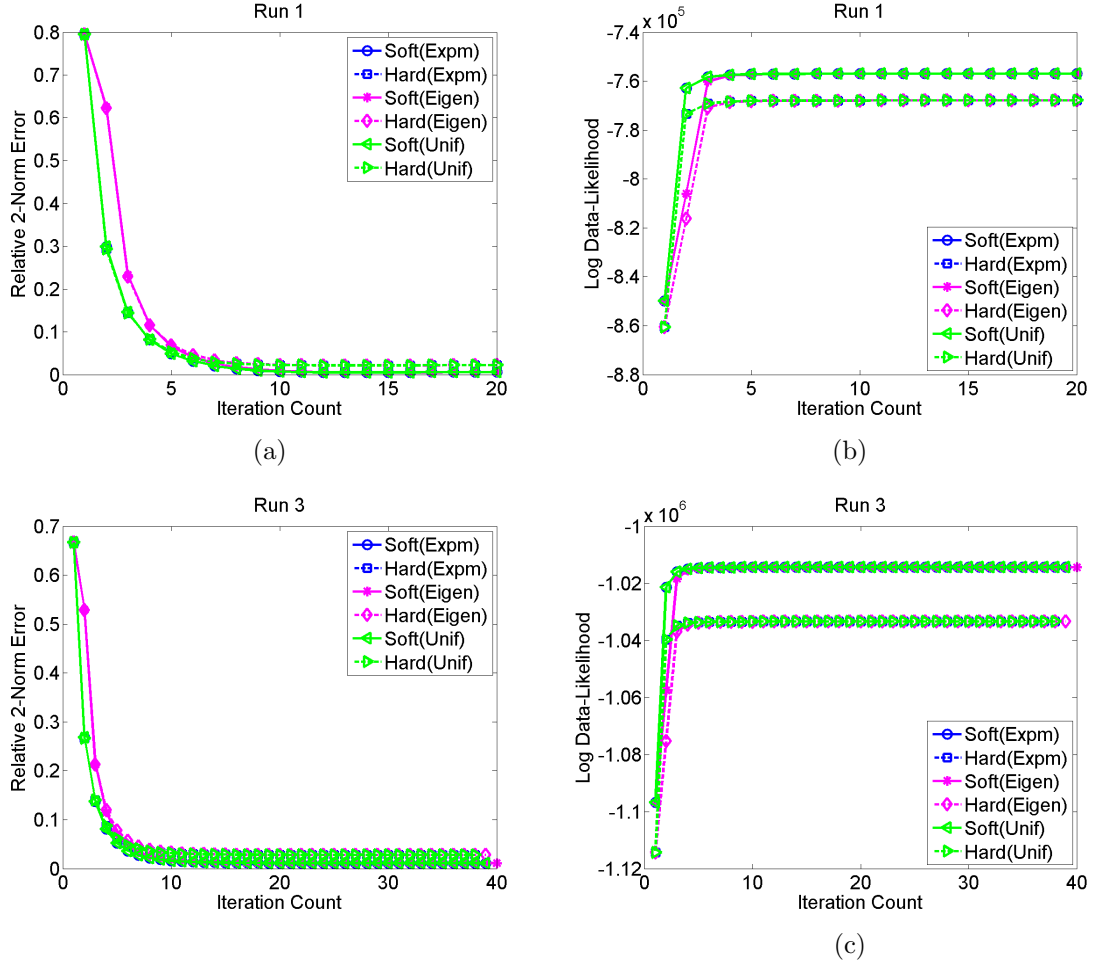 Run 1
Relative 2-Norm Error
0.8
0.7
0.6
0.5
0.4
0.3
0.2
0.1
0
0 5 10 15 20
Iteration Count
Soft(Expm)
Hard(Expm)
Soft(Eigen)
Hard(Eigen)
Soft(Unif)
Hard(Unif)
(a)
Run 1
x 10^5
Log Data-Likelihood
-7.4
-7.6
-7.8
-8
-8.2
-8.4
-8.6
-8.8
0 5 10 15 20
Iteration Count
Soft(Expm)
Hard(Expm)
Soft(Eigen)
Hard(Eigen)
Soft(Unif)
Hard(Unif)
(b)
Run 3
Relative 2-Norm Error
0.7
0.6
0.5
0.4
0.3
0.2
0.1
0
0 10 20 30 40
Iteration Count
Soft(Expm)
Hard(Expm)
Soft(Eigen)
Hard(Eigen)
Soft(Unif)
Hard(Unif)
Run 3
x 10^6
Log Data-Likelihood
-1
-1.02
-1.04
-1.06
-1.08
-1.1
-1.12
0 10 20 30 40
Iteration Count
Soft(Expm)
Hard(Expm)
Soft(Eigen)
Hard(Eigen)
Soft(Unif)
Hard(Unif)
(c)